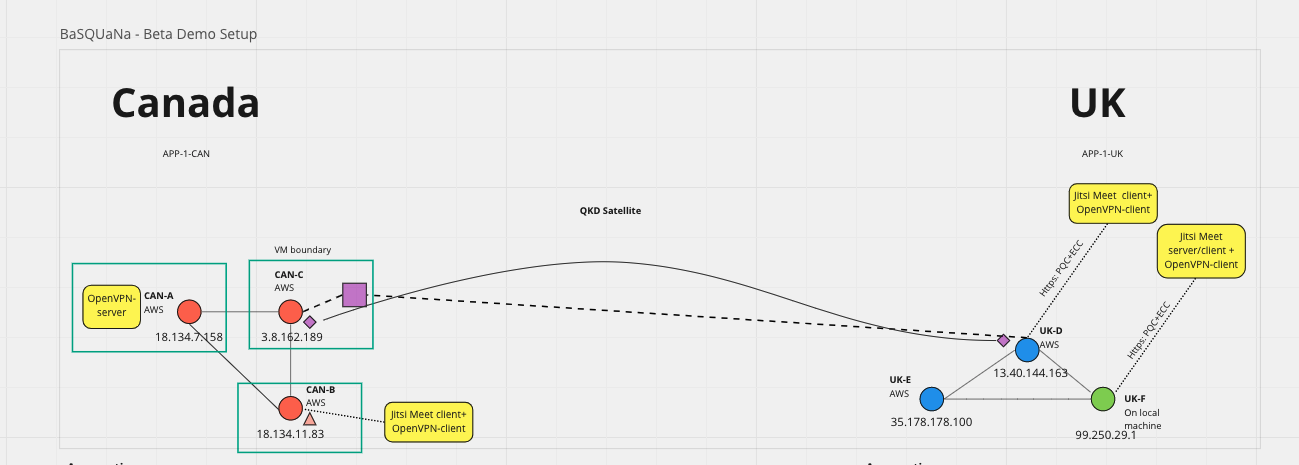 BaSQUaNa - Beta Demo Setup
Canada
UK
APP-1-CAN
APP-1-UK
Jitsi Meet client+
OpenVPN-client
QKD Satellite
Jitsi Meet
server/client +
OpenVPN-client
Https: PQC+ECC
VM boundary
CAN-C
AWS
OpenVPN-
server
CAN-A
AWS
18.134.7.158
3.8.162.189
Https: PQC+ECC
UK-D
AWS
13.40.144.163
UK-E
AWS
35.178.178.100
CAN-B
AWS
18.134.11.83
Jitsi Meet client+
OpenVPN-client
UK-F
On local
machine
99.250.29.1